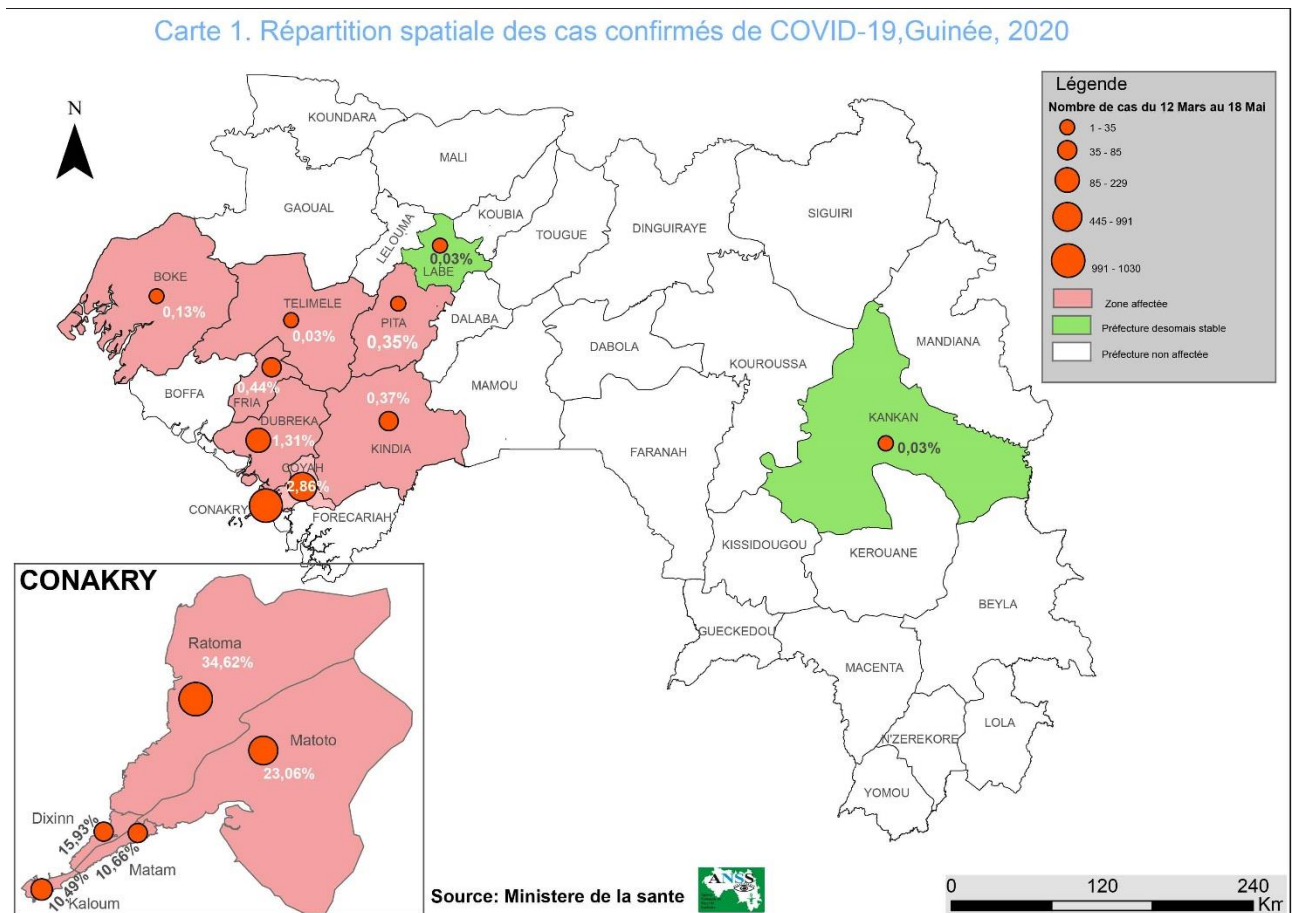 Carte 1. Répartition spatiale des cas confirmés de COVID-19,Guinée, 2020
Légende
Nombre de cas du 12 Mars au 18 Mai
1 - 35
35 - 85
85 - 229
445 - 991
991 - 1030
Zone affectée
Préfecture desomais stable
Préfecture non affectée
N
KOUNDARA
MALI
GAOUAL
KOUBIA
LELOUMA
TOUGUE
DINGUIRAYE
SIGUIRI
0,03%
LABE
BOKE
0,13%
TELIMELE
0,03%
PITA
0,35%
DALABA
DABOLA
MANDIANA
KOUROUSSA
BOFFA
0,44%
FRIA
MAMOU
0,37%
KINDIA
DUBREKA
1,31%
KANKAN
0,03%
FARANAH
COYAH
2,86%
CONAKRY
FORECARIAH
KISSIDOUGOU
KEROUANE
BEYLA
GUECKEDOU
MACENTA
LOLA
N'ZEREKORE
YOMOU
CONAKRY
Ratoma
34,62%
Matoto
23,06%
Dixinn
15,93%
10,66%
Matam
10,49%
Kaloum
Source: Ministere de la sante
ANSS
0 120 240
Km